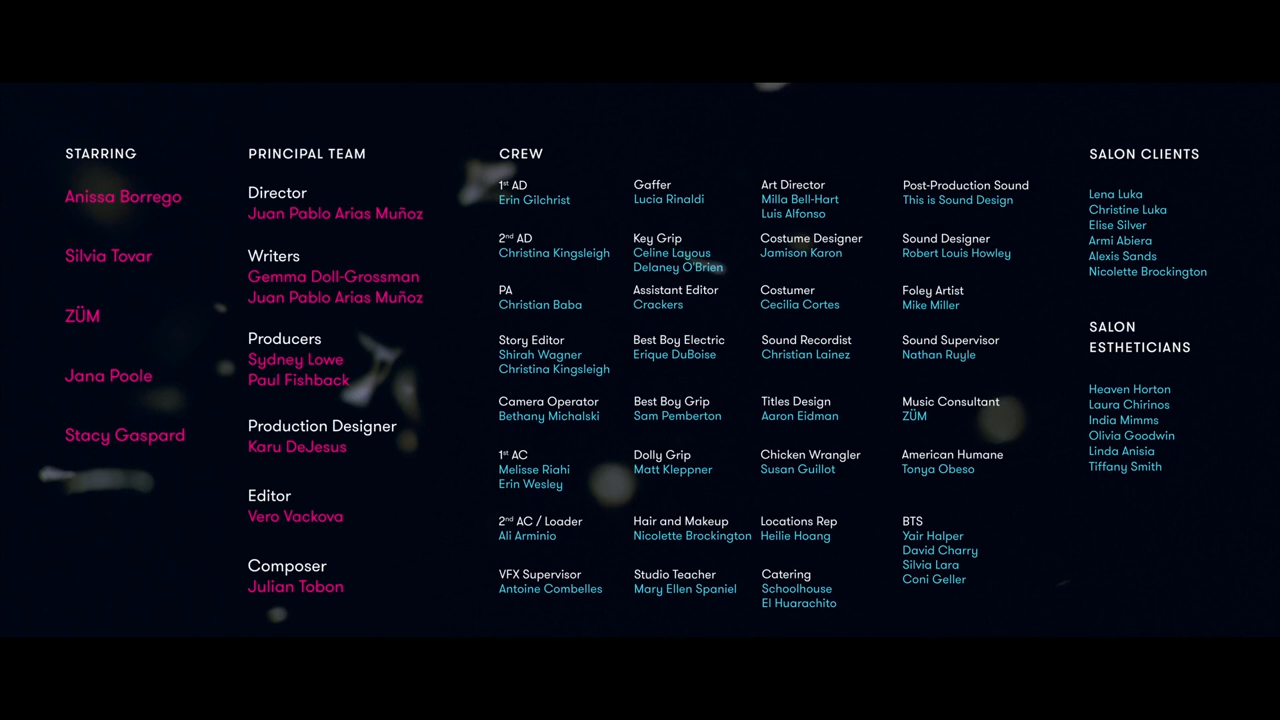 STARRING
Anissa Borrego
Silvia Tovar
ZÜM
Jana Poole
Stacy Gaspard
PRINCIPAL TEAM
Director
Juan Pablo Arias Muñoz
Writers
Gemma Doll-Grossman
Juan Pablo Arias Muñoz
Producers
Sydney Lowe
Paul Fishback
Production Designer
Karu DeJesus
Editor
Vero Vackova
Composer
Julian Tobon
CREW
1st AD
Erin Gilchrist
2nd AD
Christina Kingsleigh
PA
Christian Baba
Story Editor
Shirah Wagner
Christina Kingsleigh
Camera Operator
Bethany Michalski
1st AC
Melisse Riahi
Erin Wesley
2nd AC / Loader
Ali Arminio
VFX Supervisor
Antoine Combelles
Gaffer
Lucia Rinaldi
Key Grip
Celine Layous
Delaney O'Brien
Assistant Editor
Crackers
Best Boy Electric
Erique DuBoise
Best Boy Grip
Sam Pemberton
Dolly Grip
Matt Kleppner
Hair and Makeup
Nicolette Brockington
Studio Teacher
Mary Ellen Spaniel
Art Director
Milla Bell-Hart
Luis Alfonso
Costume Designer
Jamison Karon
Costumer
Cecilia Cortes
Sound Recordist
Christian Lainez
Titles Design
Aaron Eidman
Chicken Wrangler
Susan Guillot
Locations Rep
Heilie Hoang
Catering
Schoolhouse
El Huarachito
Post-Production Sound
This is Sound Design
Sound Designer
Robert Louis Howley
Foley Artist
Mike Miller
Sound Supervisor
Nathan Ruyle
Music Consultant
ZÜM
American Humane
Tonya Obeso
BTS
Yair Halper
David Charry
Silvia Lara
Coni Geller
SALON CLIENTS
Lena Luka
Christine Luka
Elise Silver
Armi Abiera
Alexis Sands
Nicolette Brockington
SALON
ESTHETICIANS
Heaven Horton
Laura Chirinos
India Mimms
Olivia Goodwin
Linda Anisia
Tiffany Smith